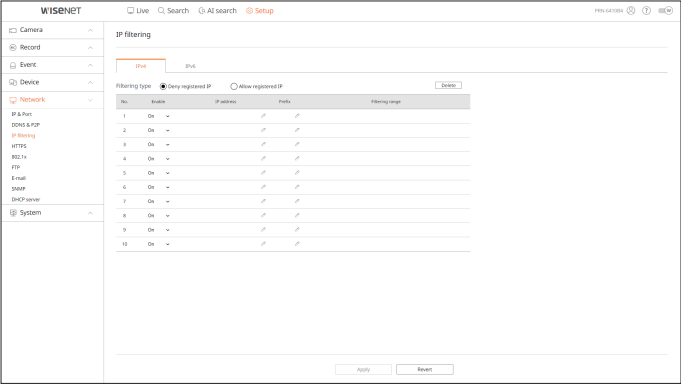 WISENET
Live Search AI search Setup
PRN-6410B4 ?
Camera
Record
Event
Device
Network
IP & Port
DDNS & P2P
IP filtering
HTTPS
802.1x
FTP
E-mail
SNMP
DHCP server
System
IP filtering
IPv4 IPv6
Filtering type Deny registered IP Allow registered IP Delete
No. Enable IP address Prefix Filtering range
1 On
2 On
3 On
4 On
5 On
6 On
7 On
8 On
9 On
10 On
Apply Revert